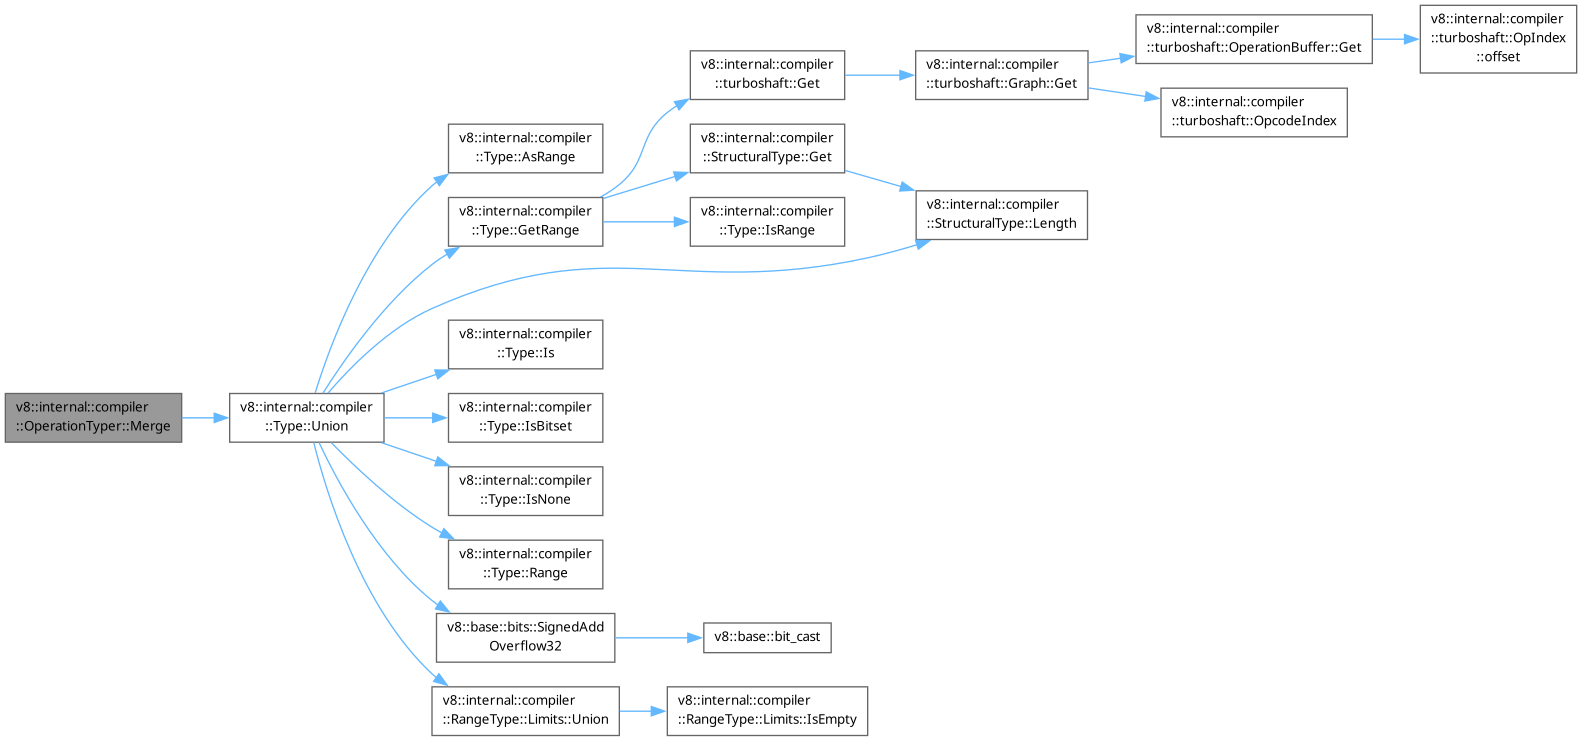 v8::internal::compiler
::OperationTyper::Merge
v8::internal::compiler
::Type::Union
v8::internal::compiler
::Type::AsRange
v8::internal::compiler
::Type::GetRange
v8::internal::compiler
::turboshaft::Get
v8::internal::compiler
::turboshaft::Graph::Get
v8::internal::compiler
::turboshaft::OperationBuffer::Get
v8::internal::compiler
::turboshaft::OpIndex
::offset
v8::internal::compiler
::turboshaft::OpcodeIndex
v8::internal::compiler
::StructuralType::Get
v8::internal::compiler
::StructuralType::Length
v8::internal::compiler
::Type::IsRange
v8::internal::compiler
::Type::Is
v8::internal::compiler
::Type::IsBitset
v8::internal::compiler
::Type::IsNone
v8::internal::compiler
::Type::Range
v8::base::bits::SignedAdd
Overflow32
v8::base::bit_cast
v8::internal::compiler
::RangeType::Limits::Union
v8::internal::compiler
::RangeType::Limits::IsEmpty